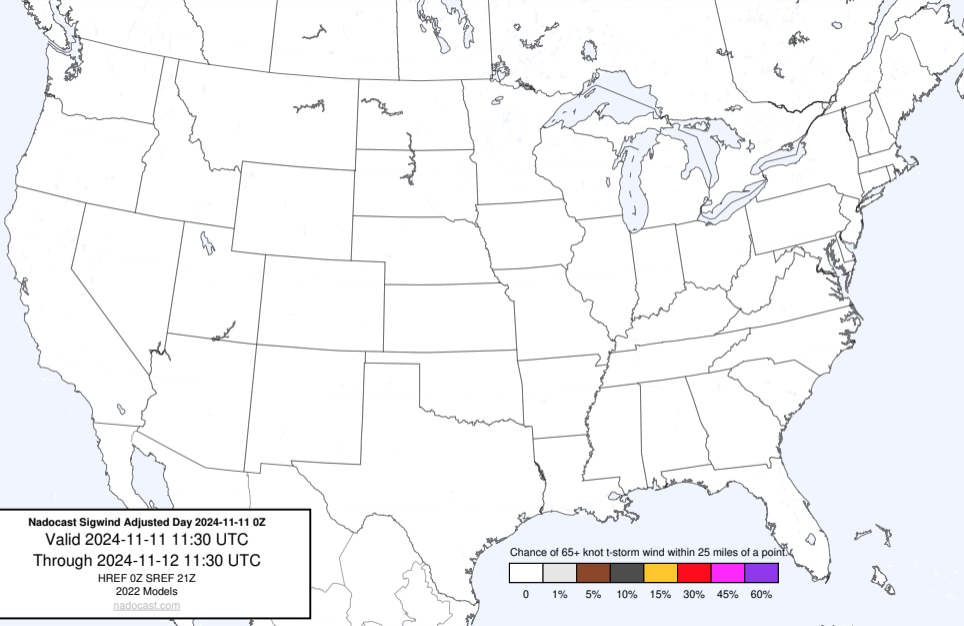 Nadocast Sigwind Adjusted Day 2024-11-11 0Z
Valid 2024-11-11 11:30 UTC
Through 2024-11-12 11:30 UTC
HREF 0Z SREF 21Z
2022 Models
nadocast.com
Chance of 65+ knot t-storm wind within 25 miles of a point.
0 1% 5% 10% 15% 30% 45% 60%